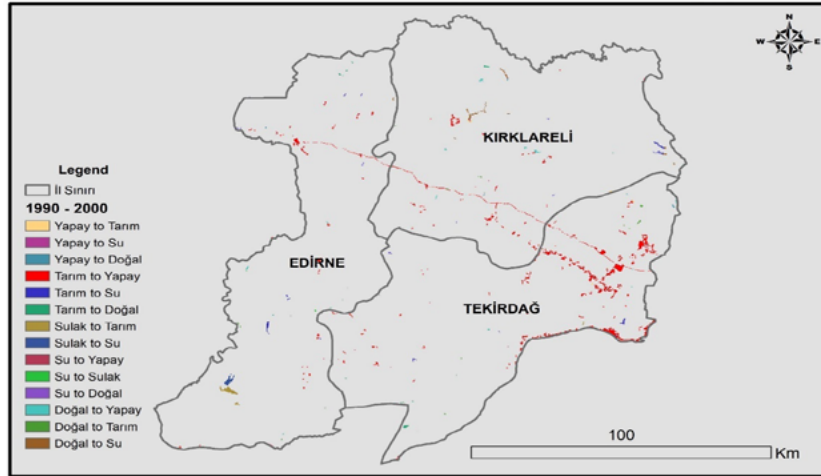 N
W E
S
KIRKLARELİ
EDİRNE
TEKİRDAĞ
Legend
İl Sınırı
1990 - 2000
Yapay to Tarım
Yapay to Su
Yapay to Doğal
Tarım to Yapay
Tarım to Su
Tarım to Doğal
Sulak to Tarım
Sulak to Su
Su to Yapay
Su to Sulak
Su to Doğal
Doğal to Yapay
Doğal to Tarım
Doğal to Su
100
Km